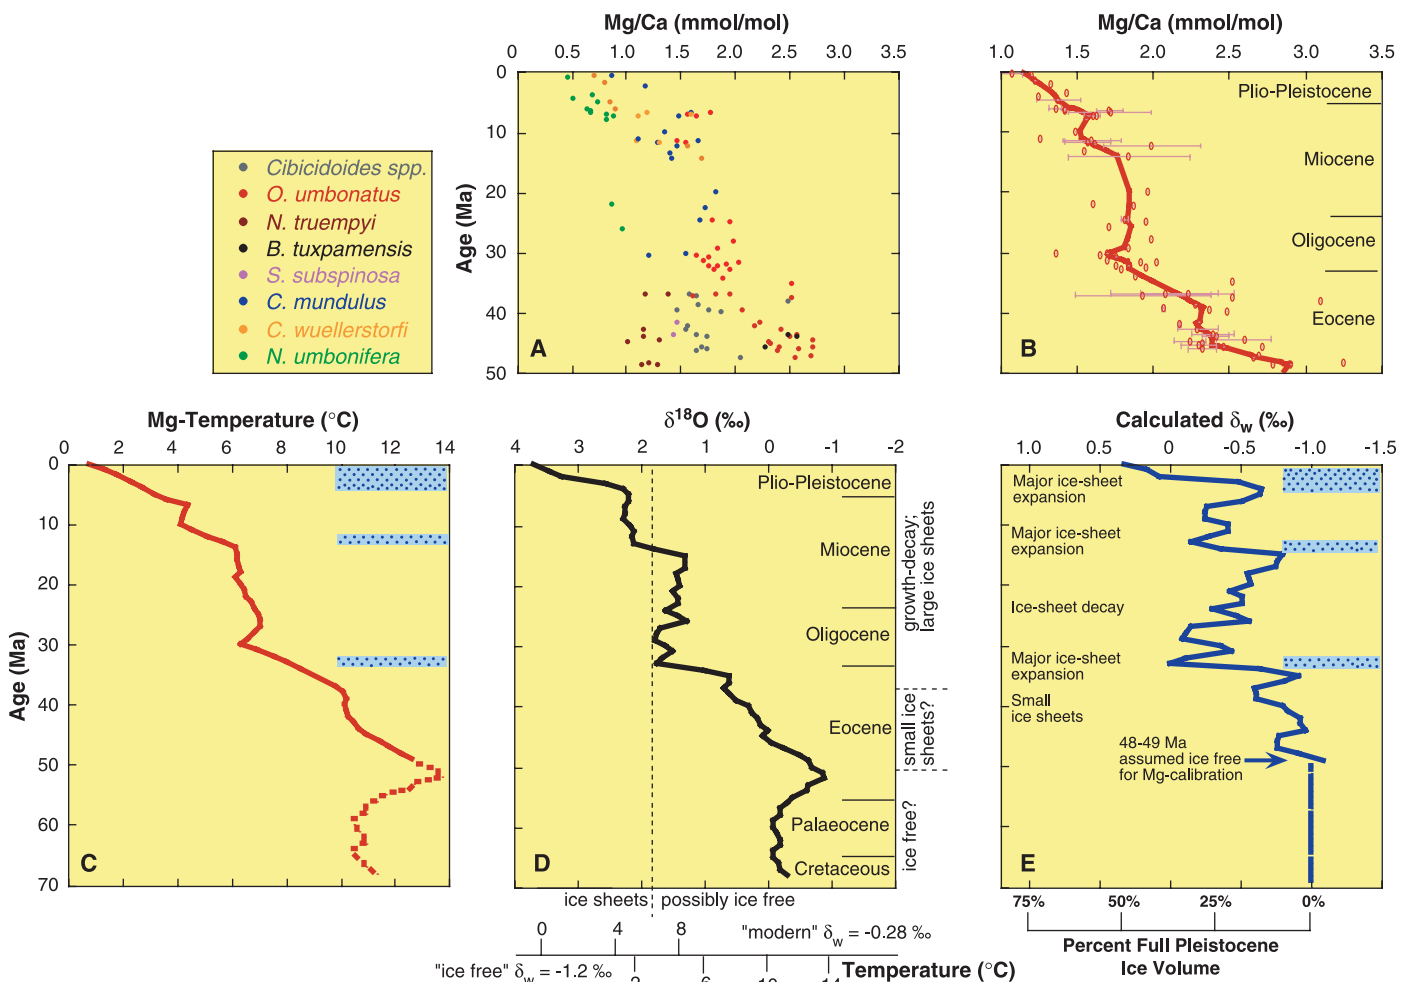 Mg/Ca (mmol/mol)
0 0.5 1.0 1.5 2.0 2.5 3.0 3.5
0
10
20
30
40
50
Age (Ma)
A
Cibicidoides spp.
O. umbonatus
N. truempyi
B. tuxpamensis
S. subspinosa
C. mundulus
C. wuellerstorfi
N. umbonifera
Mg/Ca (mmol/mol)
1.0 1.5 2.0 2.5 3.0 3.5
Plio-Pleistocene
Miocene
Oligocene
Eocene
B
Mg-Temperature (°C)
0 2 4 6 8 10 12 14
0
10
20
30
40
50
60
70
Age (Ma)
C
δ18O (‰)
4 3 2 1 0 -1 -2
Plio-Pleistocene
Miocene
Oligocene
Eocene
Palaeocene
Cretaceous
D
growth-decay;
large ice sheets
small ice
sheets?
ice free?
ice sheets possibly ice free
"modern" δw = -0.28 ‰
0 4 8
"ice free" δw = -1.2 ‰
Temperature (°C)
2 6 10 14
Calculated δw (‰)
1.0 0.5 0 -0.5 -1.0 -1.5
Major ice-sheet
expansion
Major ice-sheet
expansion
Ice-sheet decay
Major ice-sheet
expansion
Small
ice sheets
48-49 Ma
assumed ice free
for Mg-calibration
E
75% 50% 25% 0%
Percent Full Pleistocene
Ice Volume